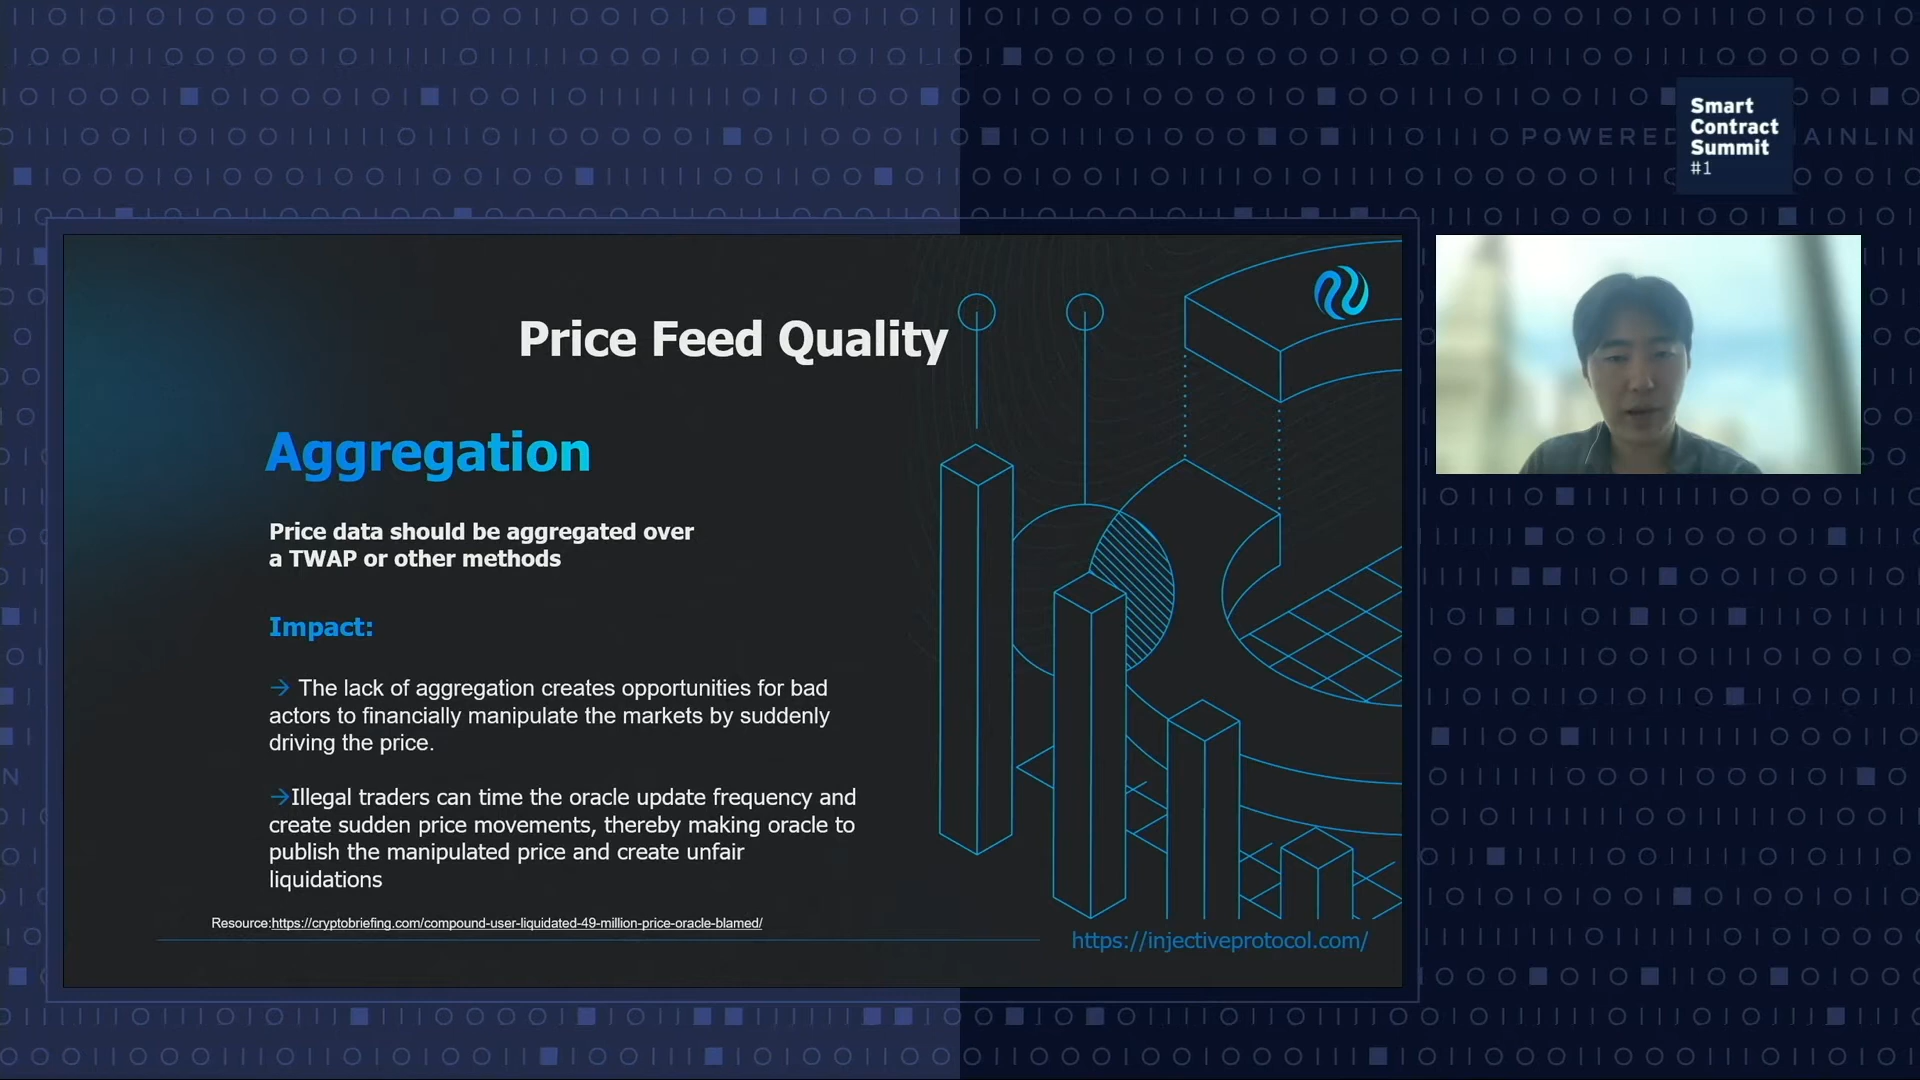 Smart
Contract
Summit
#1
POWERED
AINLIN
Price Feed Quality
Aggregation
Price data should be aggregated over
a TWAP or other methods
Impact:
→ The lack of aggregation creates opportunities for bad
actors to financially manipulate the markets by suddenly
driving the price.
→Illegal traders can time the oracle update frequency and
create sudden price movements, thereby making oracle to
publish the manipulated price and create unfair
liquidations
Resource:https://cryptobriefing.com/compound-user-liquidated-49-million-price-oracle-blamed/
https://injectiveprotocol.com/